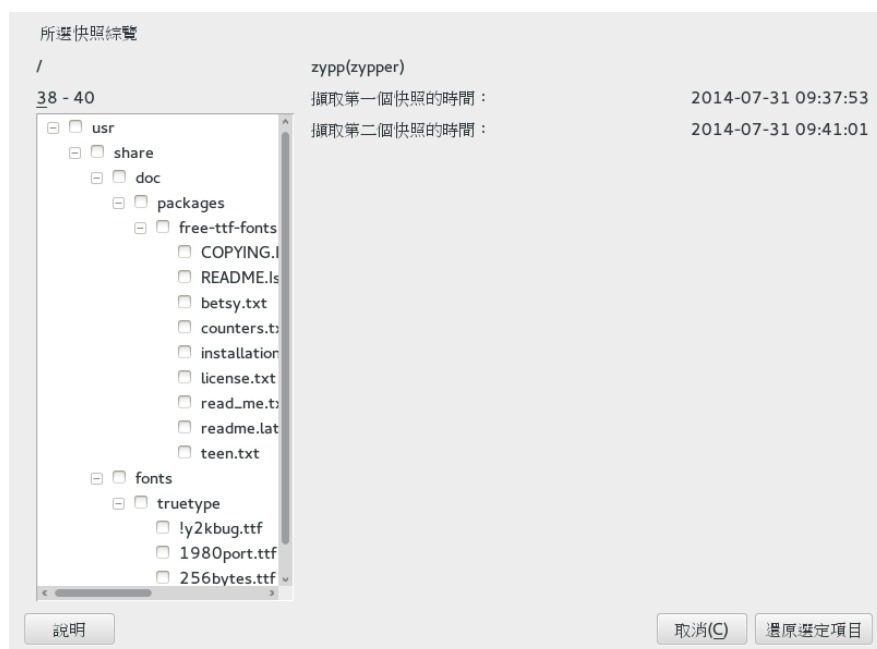 所選快照綜覽
/
zypp(zypper)
38 - 40
擷取第一個快照的時間：
2014-07-31 09:37:53
擷取第二個快照的時間：
2014-07-31 09:41:01
usr
share
doc
packages
free-ttf-fonts
COPYING.
README.ls
betsy.txt
counters.t
installation
license.txt
read_me.t
readme.lat
teen.txt
fonts
truetype
!y2kbug.ttf
1980port.ttf
256bytes.ttf
說明
取消(C)
還原選定項目